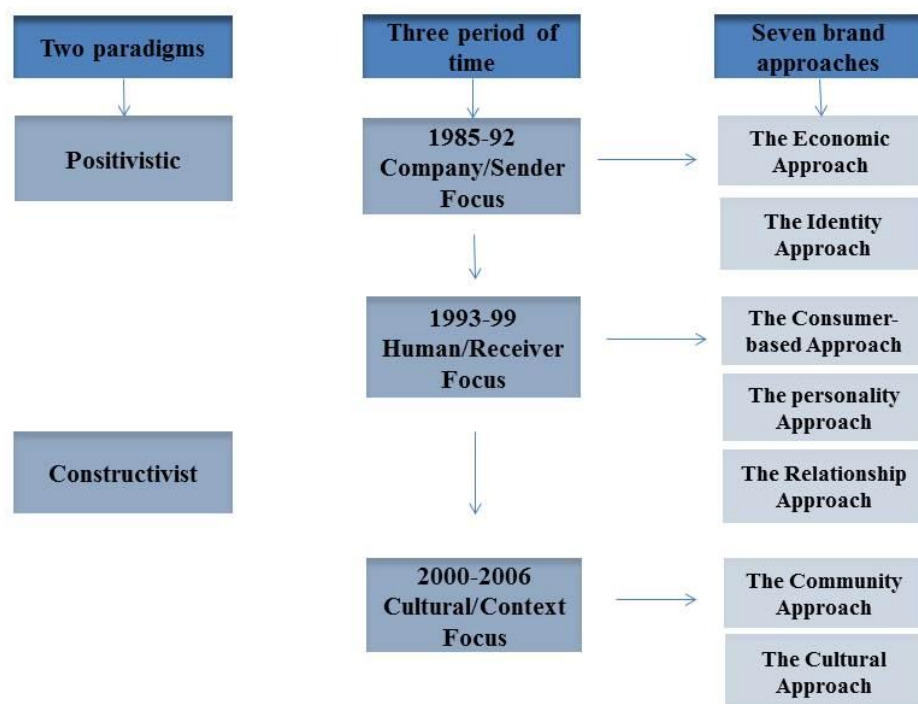 Two paradigms
Three period of
time
Seven brand
approaches
Positivistic
1985-92
Company/Sender
Focus
The Economic
Approach
The Identity
Approach
1993-99
Human/Receiver
Focus
The Consumer-
based Approach
The personality
Approach
Constructivist
The Relationship
Approach
2000-2006
Cultural/Context
Focus
The Community
Approach
The Cultural
Approach